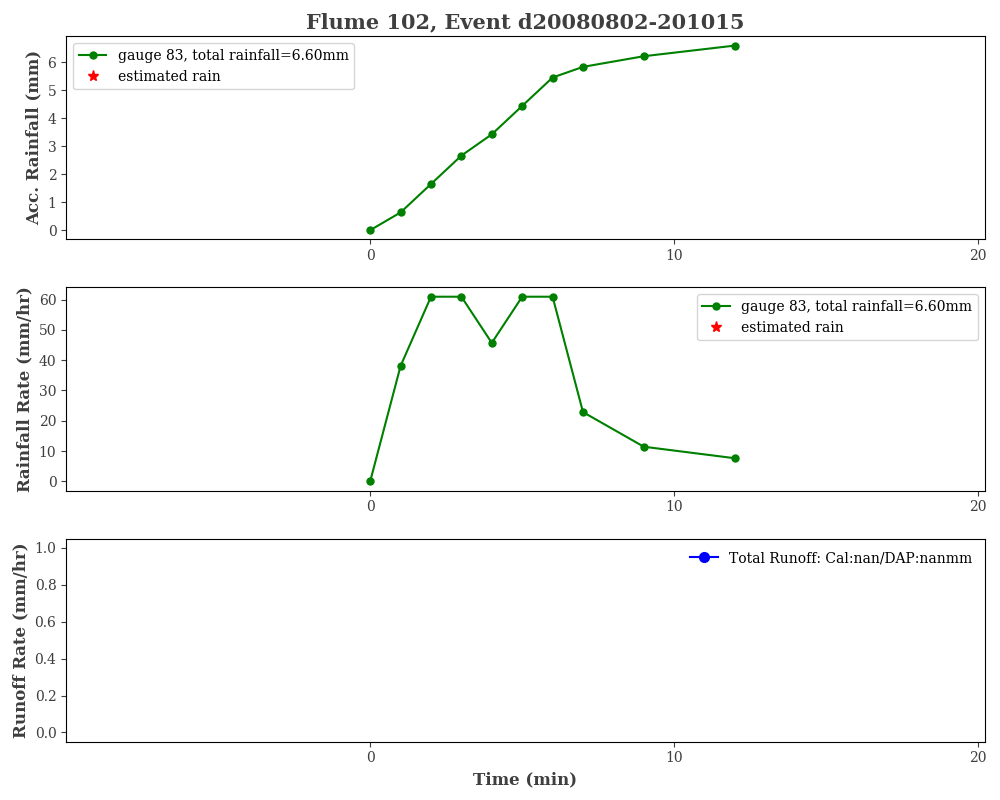 Flume 102, Event d20080802-201015
gauge 83, total rainfall=6.60mm
estimated rain
Acc. Rainfall (mm)
6
5
4
3
2
1
0
0 10 20
gauge 83, total rainfall=6.60mm
estimated rain
Rainfall Rate (mm/hr)
60
50
40
30
20
10
0
0 10 20
Total Runoff: Cal:nan/DAP:nanmm
Runoff Rate (mm/hr)
1.0
0.8
0.6
0.4
0.2
0.0
0 10 20
Time (min)